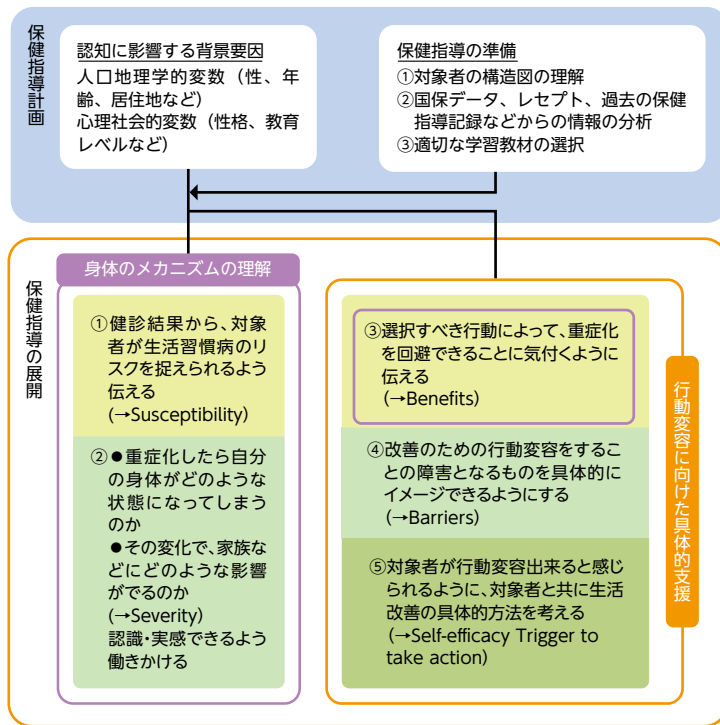 保健指導計画
認知に影響する背景要因
人口地理学的変数（性、年
齢、居住地など）
心理社会的変数（性格、教育
レベルなど）
保健指導の準備
①対象者の構造図の理解
②国保データ、レセプト、過去の保健
指導記録などからの情報の分析
③適切な学習教材の選択
保健指導の展開
身体のメカニズムの理解
①健診結果から、対象
者が生活習慣病のリ
スクを捉えられるよう
伝える
(→Susceptibility)
②●重症化したら自分
の身体がどのような
状態になってしまう
のか
●その変化で、家族な
どにどのような影響
がでるのか
(→Severity)
認識・実感できるよう
働きかける
③選択すべき行動によって、重症化
を回避できることに気付くように
伝える
(→Benefits)
④改善のための行動変容をするこ
との障害となるものを具体的に
イメージできるようにする
(→Barriers)
⑤対象者が行動変容出来ると感じ
られるように、対象者と共に生活
改善の具体的方法を考える
(→Self-efficacy Trigger to
take action)
行動変容に向けた具体的支援